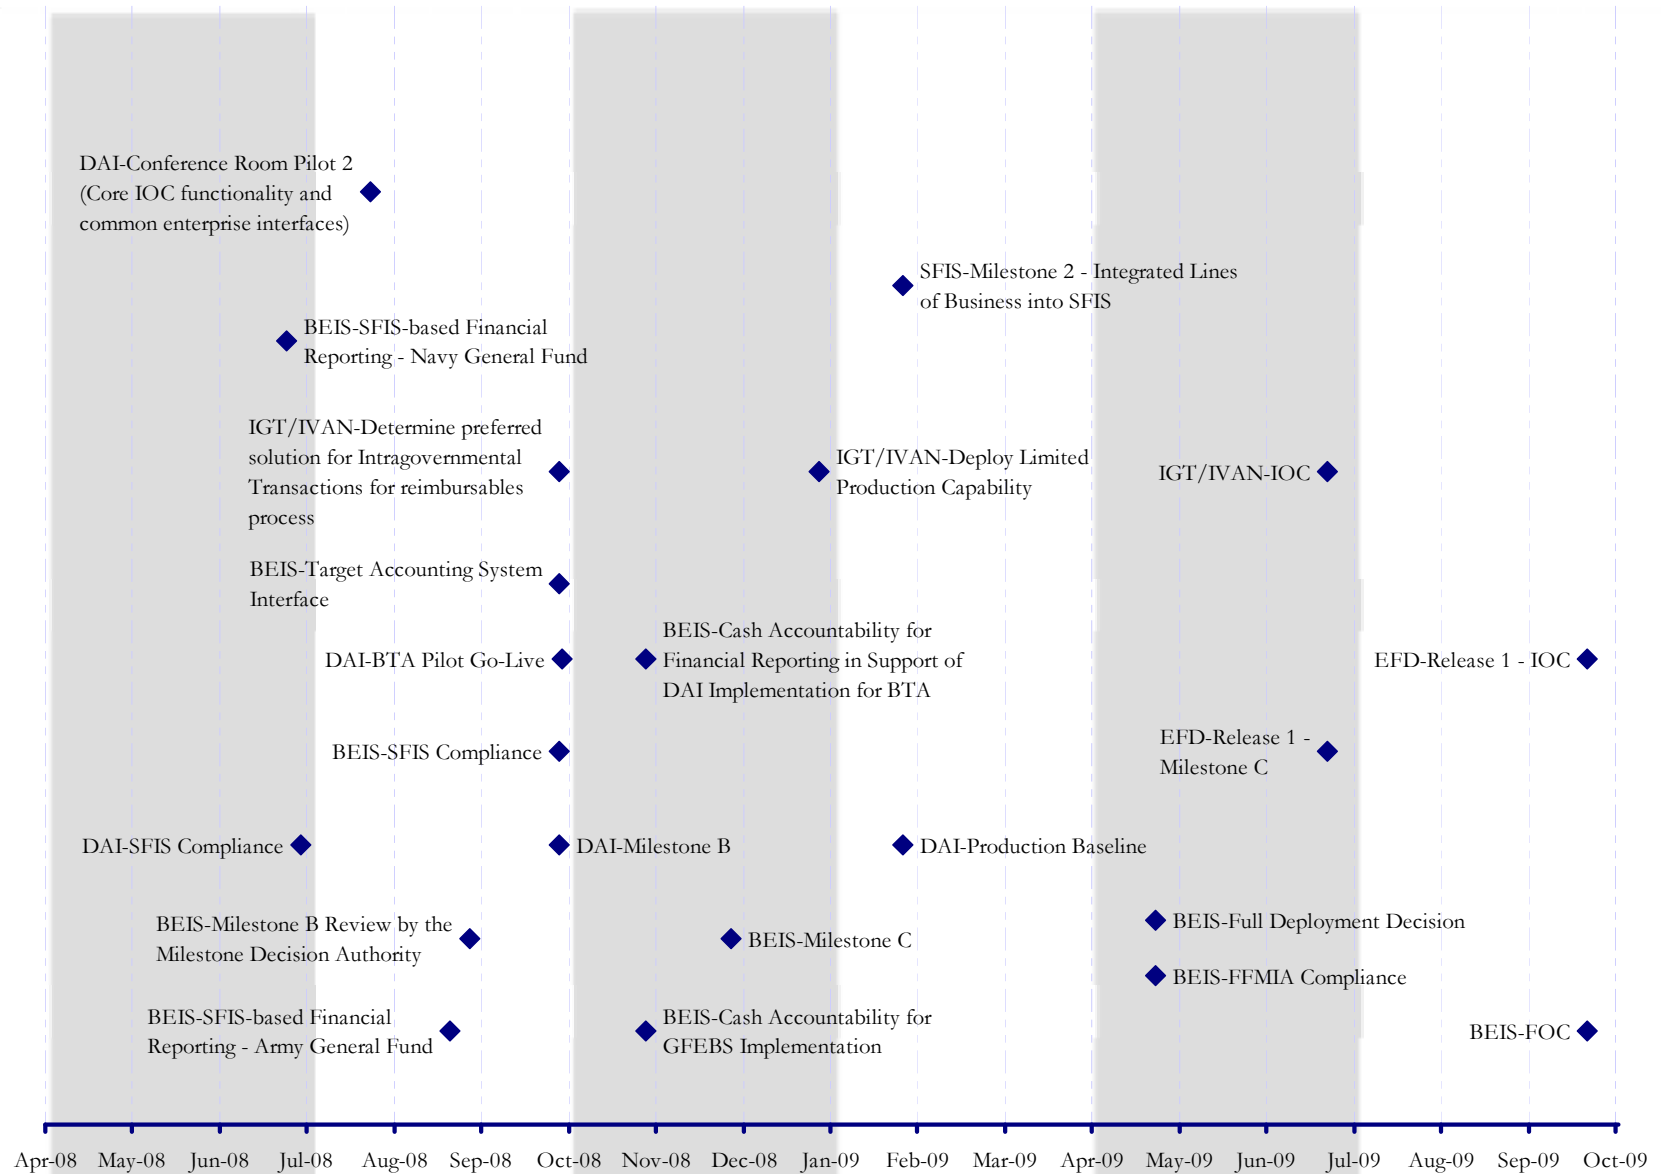 DAI-Conference Room Pilot 2
(Core IOC functionality and
common enterprise interfaces)
SFIS-Milestone 2 - Integrated Lines
of Business into SFIS
BEIS-SFIS-based Financial
Reporting - Navy General Fund
IGT/IVAN-Determine preferred
solution for Intragovernmental
Transactions for reimbursables
process
IGT/IVAN-Deploy Limited
Production Capability
IGT/IVAN-IOC
BEIS-Target Accounting System
Interface
DAI-BTA Pilot Go-Live
BEIS-Cash Accountability for
Financial Reporting in Support of
DAI Implementation for BTA
EFD-Release 1 - IOC
BEIS-SFIS Compliance
EFD-Release 1 -
Milestone C
DAI-SFIS Compliance
DAI-Milestone B
DAI-Production Baseline
BEIS-Milestone B Review by the
Milestone Decision Authority
BEIS-Milestone C
BEIS-Full Deployment Decision
BEIS-FFMIA Compliance
BEIS-SFIS-based Financial
Reporting - Army General Fund
BEIS-Cash Accountability for
GFEBS Implementation
BEIS-FOC
Apr-08 May-08 Jun-08 Jul-08 Aug-08 Sep-08 Oct-08 Nov-08 Dec-08 Jan-09 Feb-09 Mar-09 Apr-09 May-09 Jun-09 Jul-09 Aug-09 Sep-09 Oct-09